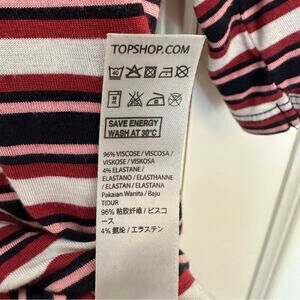 TOPSHOP.COM
SAVE ENERGY
WASH AT 30°C
96% VISCOSE / VISCOSA /
VISKOSE / VISKOSA
4% ELASTANE /
ELASTANO / ELASTHANNE
/ ELASTAN / ELASTANA
Pakaian Wanita / Baju
TIDUR
96% 粘胶纤维 / ビスコ
ース
4% 氨纶 / エラステン